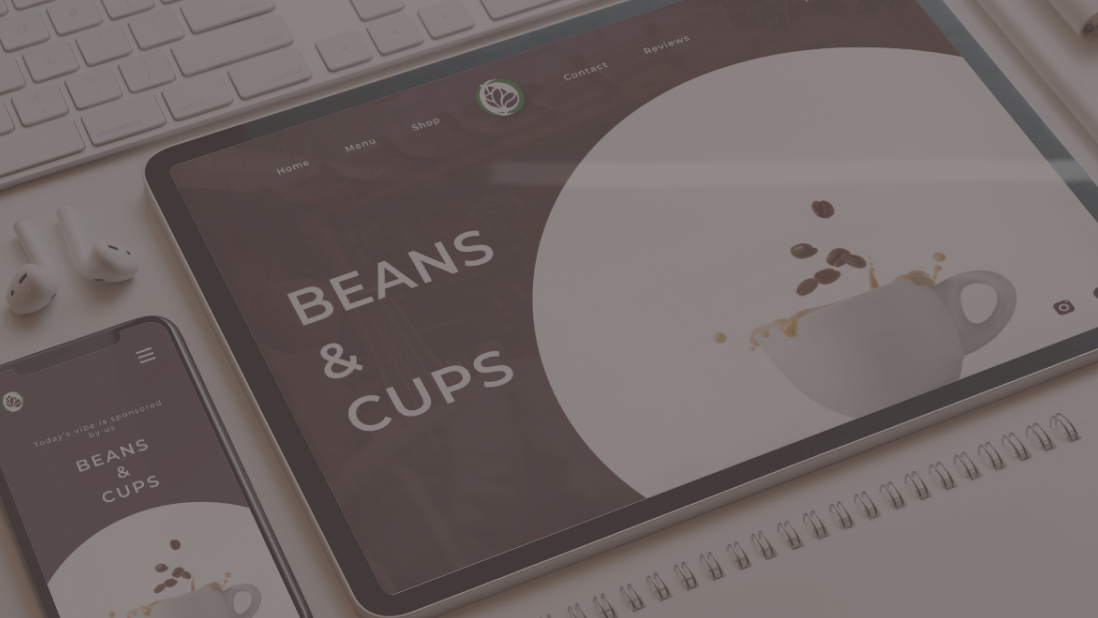 Home
Menu
Shop
Contact
Reviews
BEANS
&
CUPS
Today's vibe is sponsored
by us
BEANS
&
CUPS